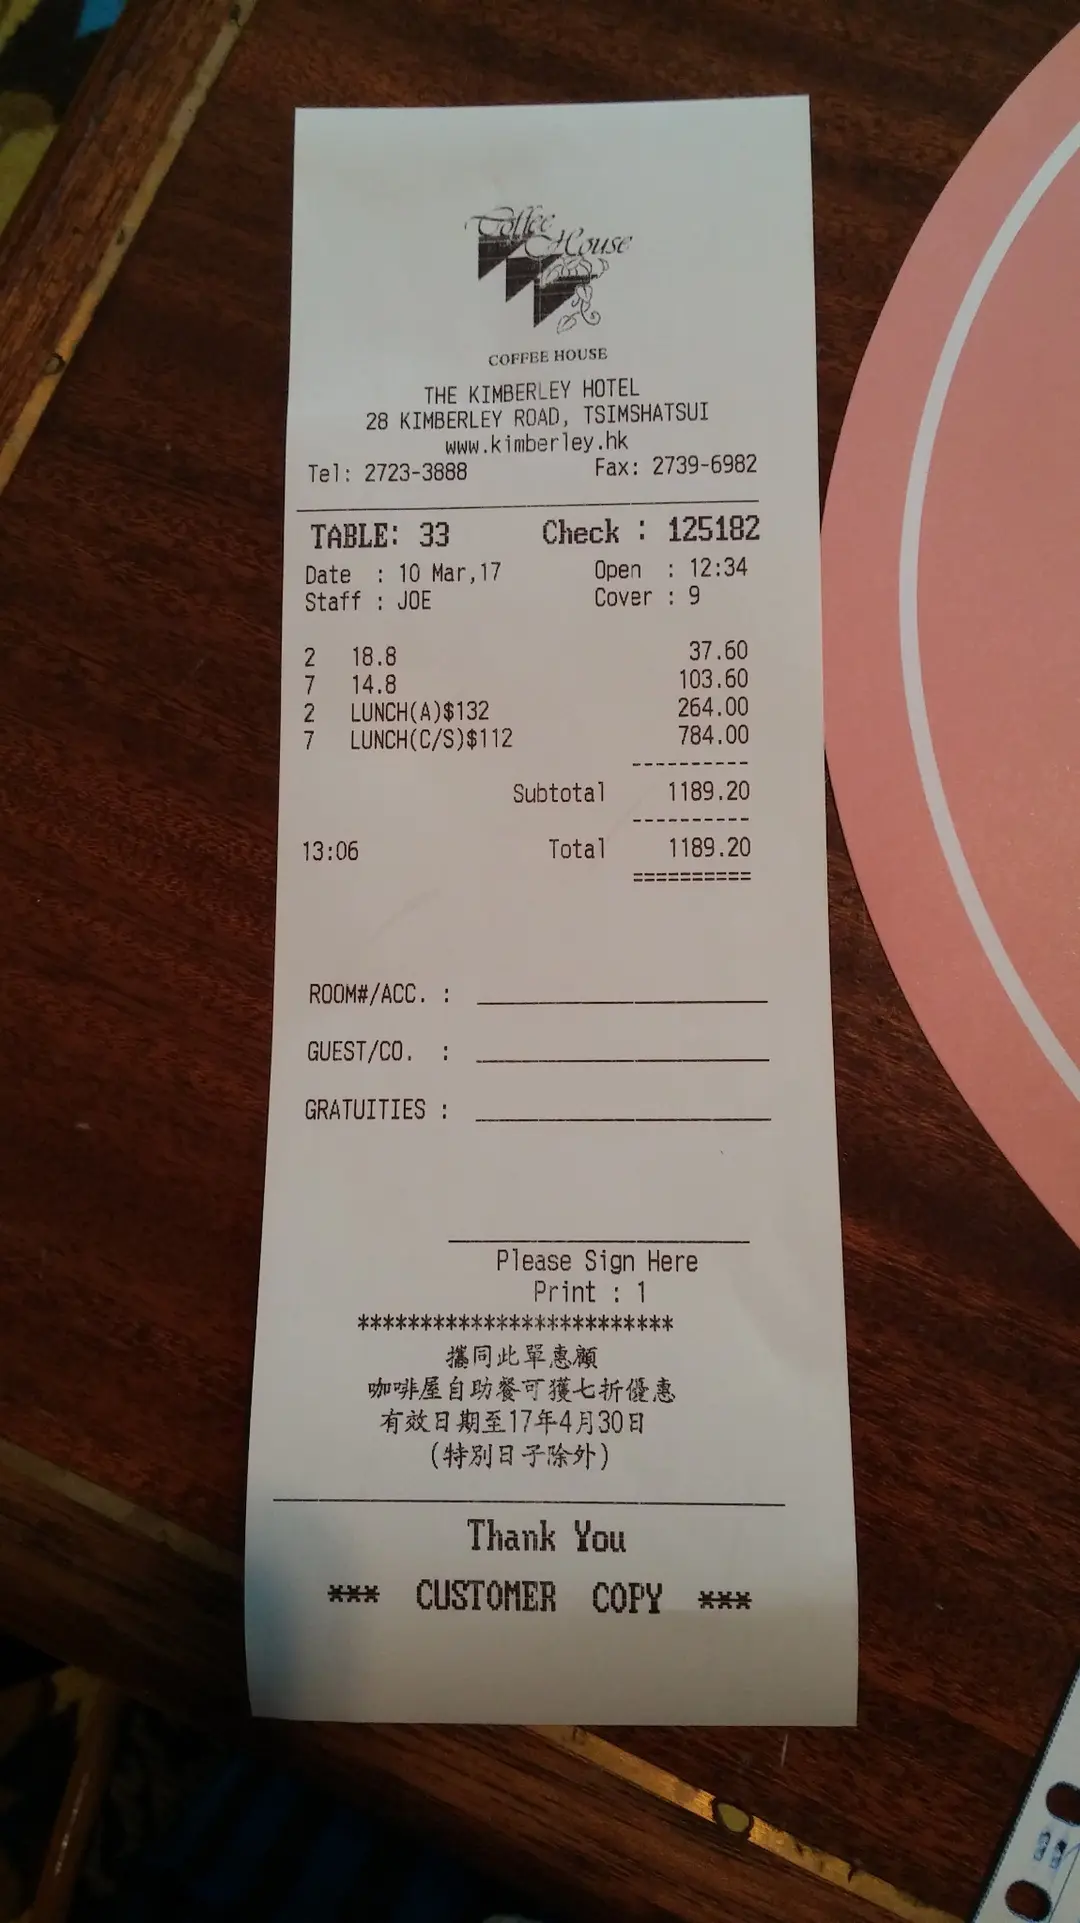 Coffee
House
COFFEE HOUSE
THE KIMBERLEY HOTEL
28 KIMBERLEY ROAD, TSIMSHATSUI
www.kimberley.hk
Tel: 2723-3888 Fax: 2739-6982
TABLE: 33 Check : 125182
Date : 10 Mar,17 Open : 12:34
Staff : JOE Cover : 9
2 18.8 37.60
7 14.8 103.60
2 LUNCH(A)$132 264.00
7 LUNCH(C/S)$112 784.00
----------
Subtotal 1189.20
----------
13:06 Total 1189.20
==========
ROOM#/ACC. :
GUEST/CO. :
GRATUITIES :
Please Sign Here
Print : 1
*************************
攜同此單惠顧
咖啡屋自助餐可獲七折優惠
有效日期至17年4月30日
(特別日子除外)
Thank You
*** CUSTOMER COPY ***